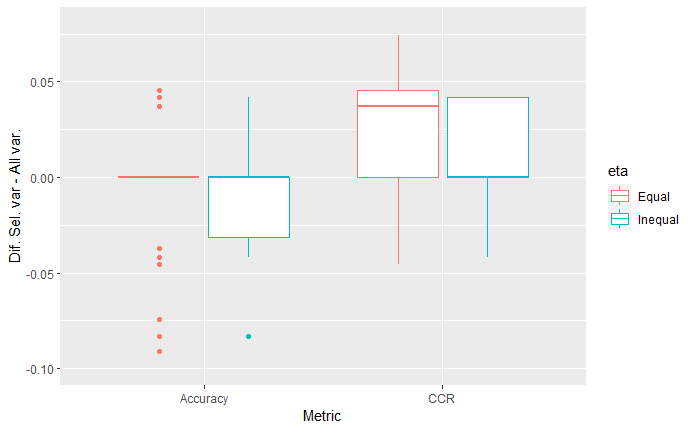 0.05
0.00
-0.05
-0.10
Dif. Sel. var - All var.
Accuracy
CCR
Metric
eta
Equal
Inequal